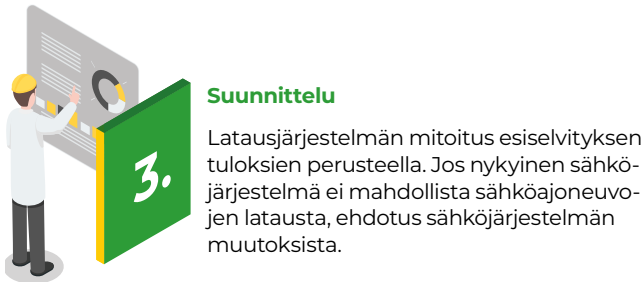 3.
Suunnittelu
Latausjärjestelmän mitoitus esiselvityksen
tuloksien perusteella. Jos nykyinen sähkö-
järjestelmä ei mahdollista sähköajoneuvo-
jen latausta, ehdotus sähköjärjestelmän
muutoksista.